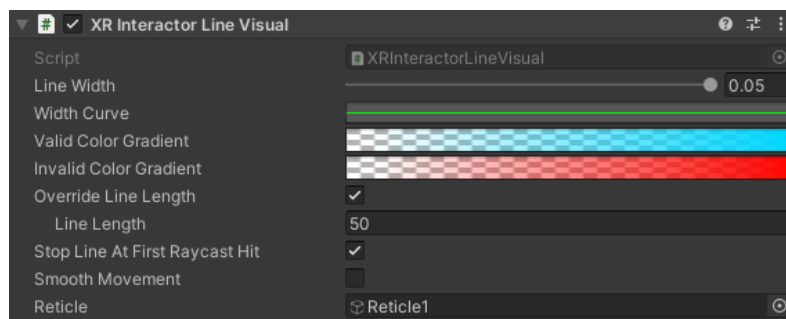 XR Interactor Line Visual
Script XRInteractorLineVisual
Line Width 0.05
Width Curve
Valid Color Gradient
Invalid Color Gradient
Override Line Length
Line Length 50
Stop Line At First Raycast Hit
Smooth Movement
Reticle Reticle1